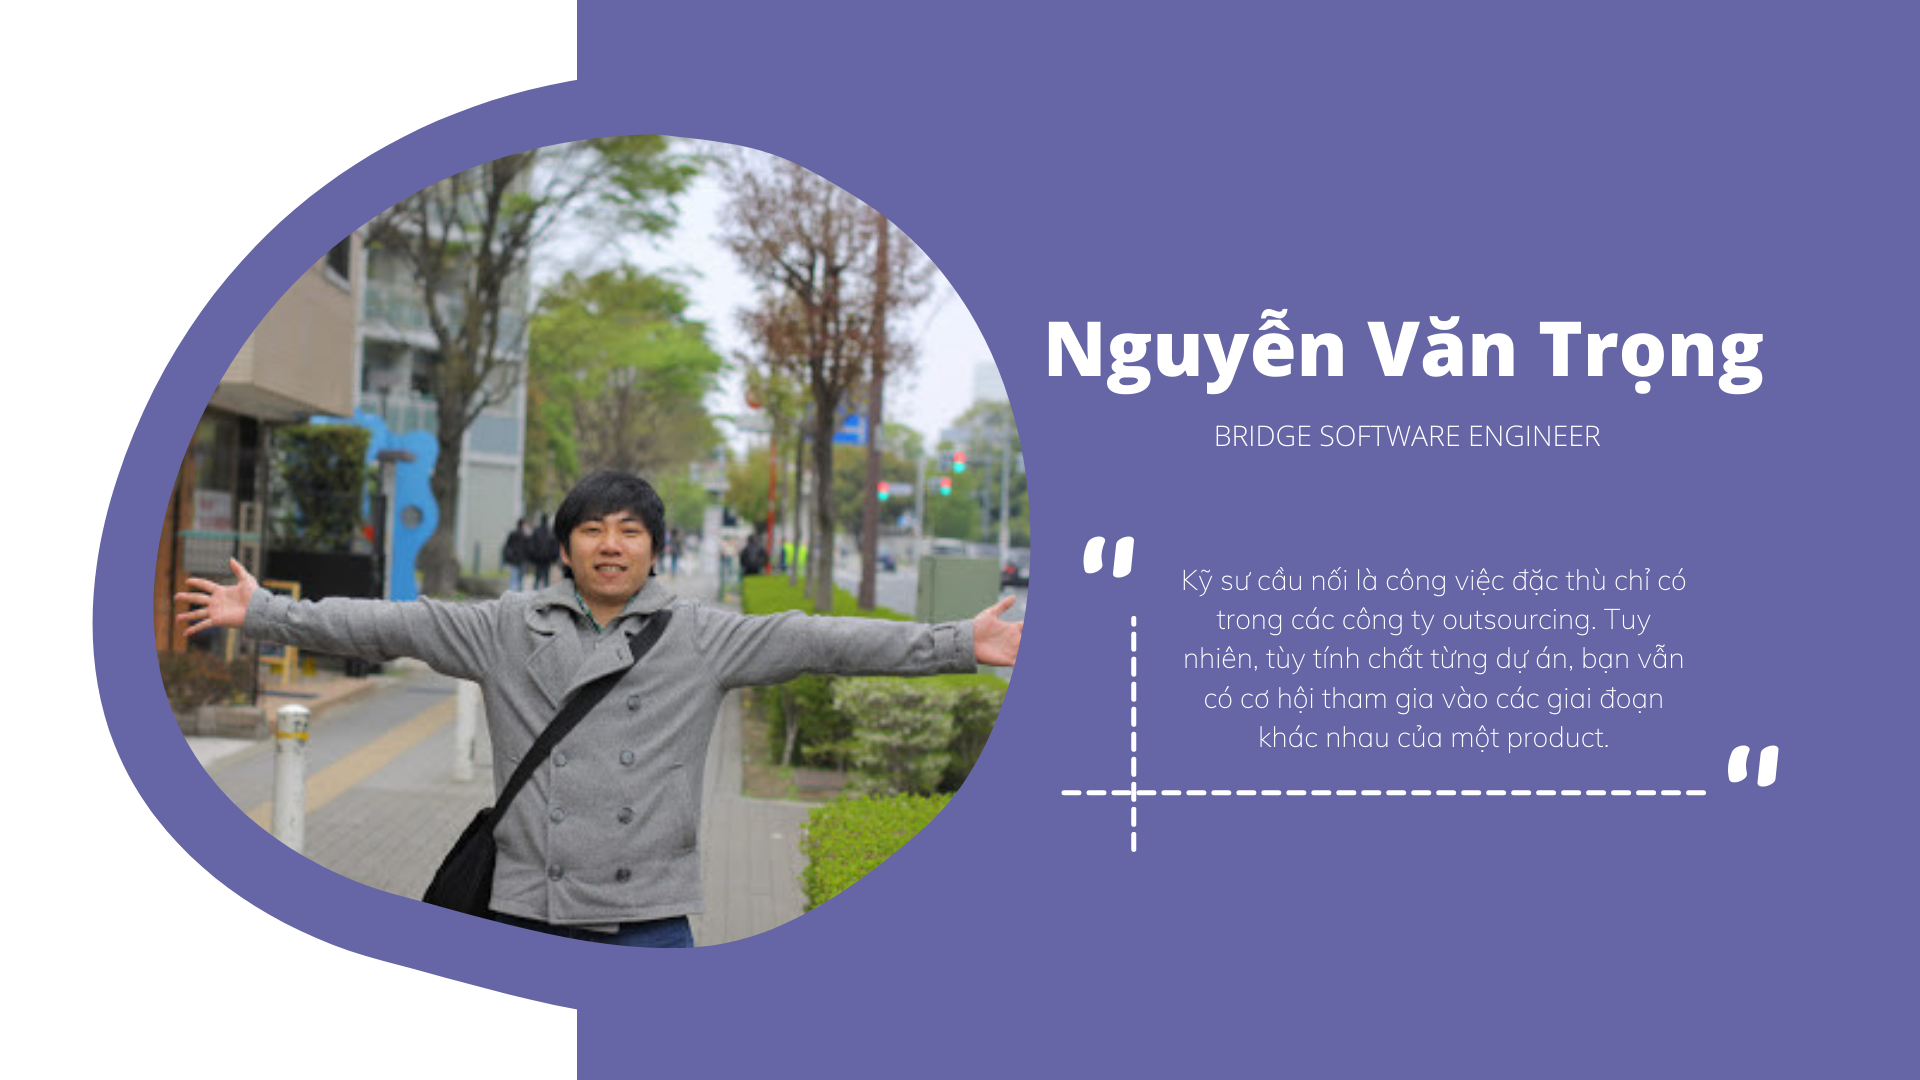 Nguyễn Văn Trọng
BRIDGE SOFTWARE ENGINEER
Kỹ sư cầu nối là công việc đặc thù chỉ có
trong các công ty outsourcing. Tuy
nhiên, tùy tính chất từng dự án, bạn vẫn
có cơ hội tham gia vào các giai đoạn
khác nhau của một product.